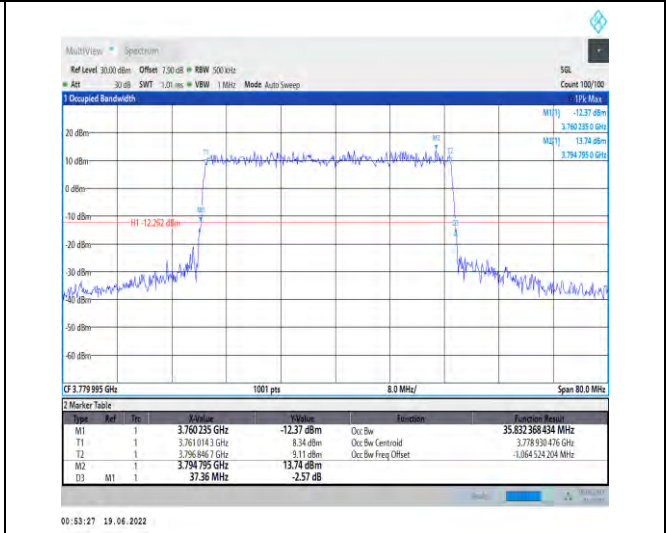 MultiView Spectrum
Ref Level 30.00 dBm Offset 7.50 dB RBW 500 kHz SGL
Att 30 dB SWT 1.01 ms VBW 1 MHz Mode Auto Sweep Count 100/100
1 Occupied Bandwidth 1Pk Max
M1[1] -12.37 dBm
3.760 235 0 GHz
M2[1] 13.74 dBm
3.794 795 0 GHz
20 dBm
M2
T1 T2
10 dBm
0 dBm
M1
-10 dBm
H1 -12.262 dBm
D3
-20 dBm
-30 dBm
-40 dBm
-50 dBm
-60 dBm
CF 3.779 995 GHz 1001 pts 8.0 MHz/ Span 80.0 MHz
2 Marker Table
Type Ref Trc X-Value Y-Value Function Function Result
M1 1 3.760 235 GHz -12.37 dBm Occ Bw 35.832 368 434 MHz
T1 1 3.761 014 3 GHz 8.34 dBm Occ Bw Centroid 3.778 930 476 GHz
T2 1 3.796 846 7 GHz 9.11 dBm Occ Bw Freq Offset -1.064 524 204 MHz
M2 1 3.794 795 GHz 13.74 dBm
D3 M1 1 37.36 MHz -2.57 dB
Ready
00:53:27 19.06.2022